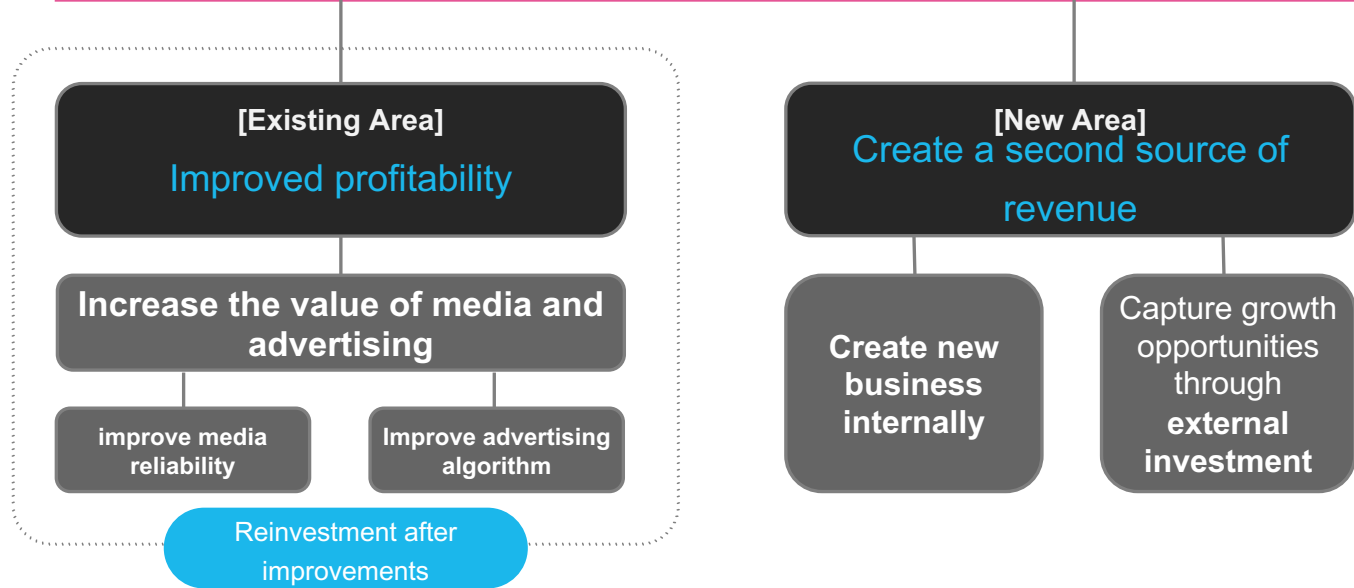 [Existing Area]
Improved profitability
Increase the value of media and
advertising
improve media
reliability
Improve advertising
algorithm
Reinvestment after
improvements
[New Area]
Create a second source of
revenue
Create new
business
internally
Capture growth
opportunities
through
external
investment